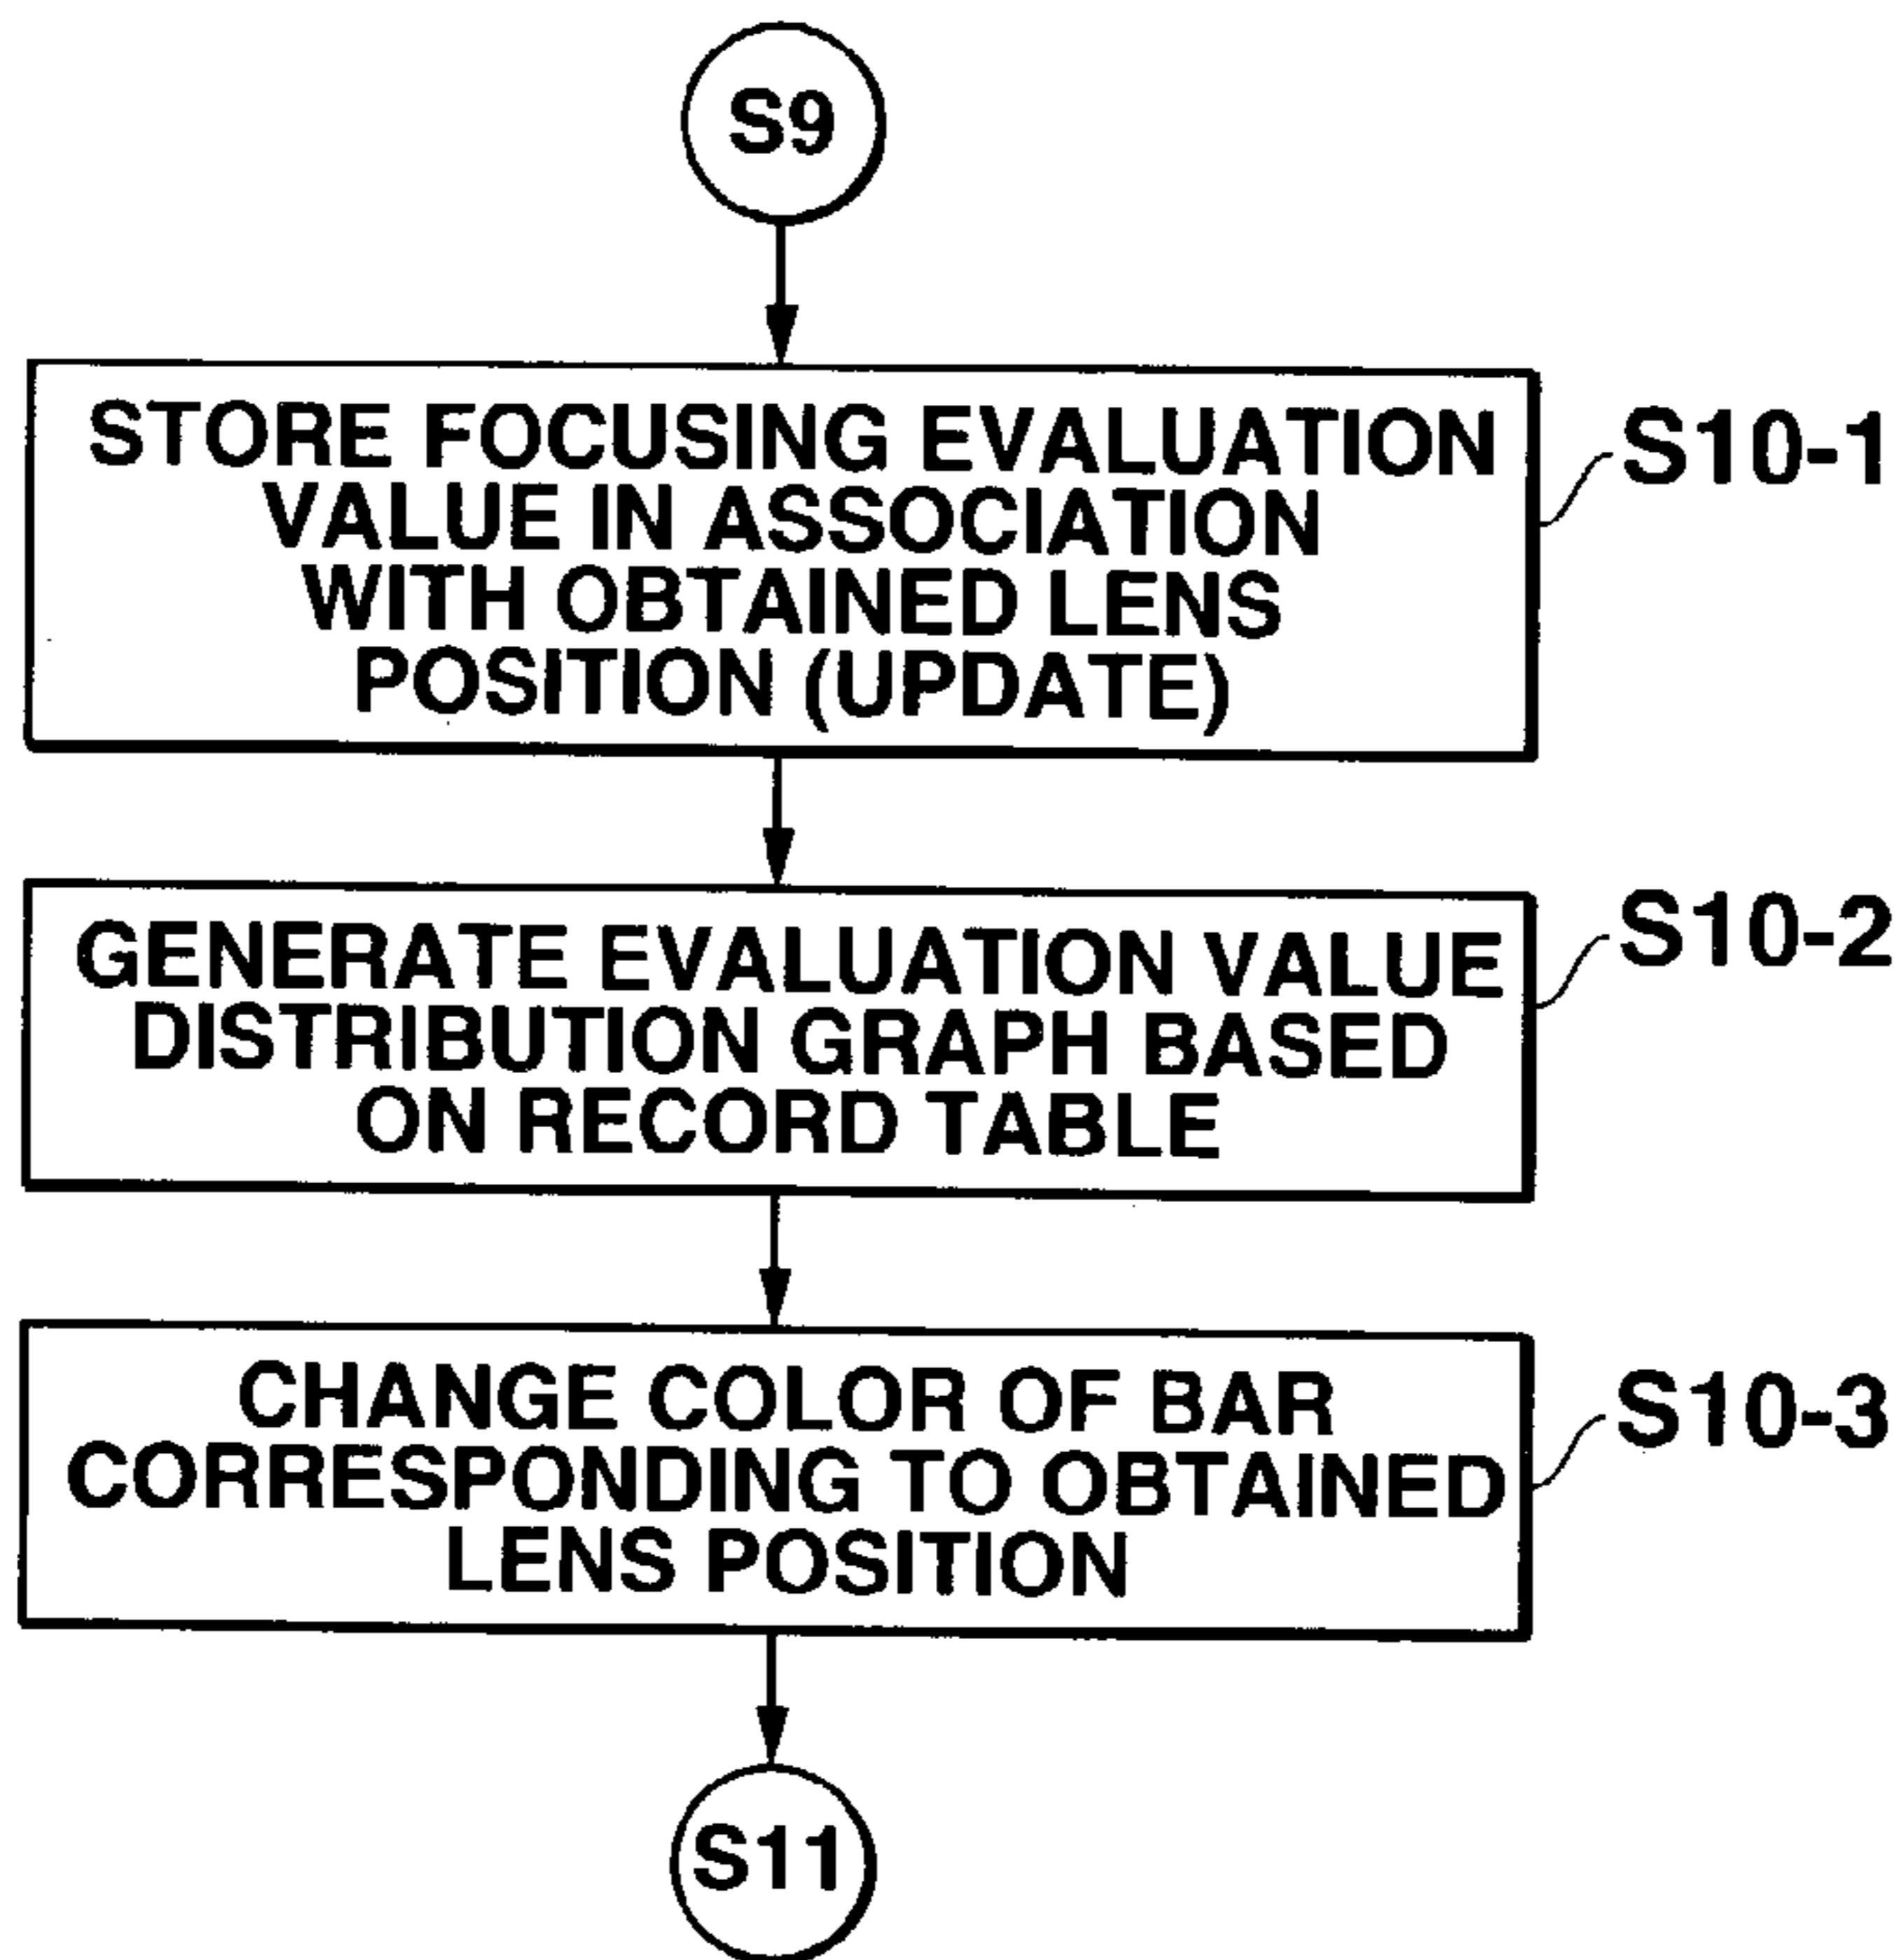 S9
STORE FOCUSING EVALUATION
VALUE IN ASSOCIATION
WITH OBTAINED LENS
POSITION (UPDATE)
S10-1
GENERATE EVALUATION VALUE
DISTRIBUTION GRAPH BASED
ON RECORD TABLE
S10-2
CHANGE COLOR OF BAR
CORRESPONDING TO OBTAINED
LENS POSITION
S10-3
S11